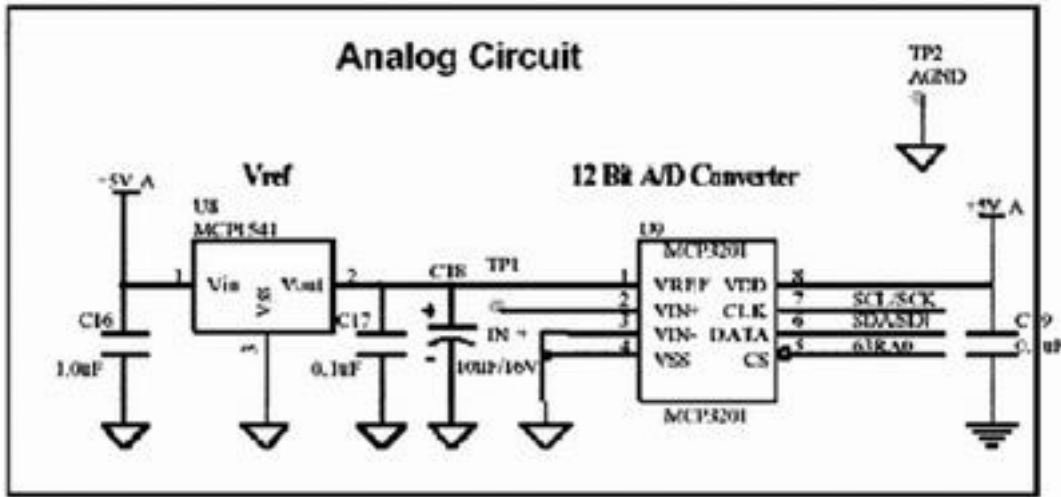 Analog Circuit
TP2
AGND
Vref
12 Bit A/D Converter
+5V_A
U8
MCP1541
1
Vin
Vss
Vout
2
3
C16
1.0uF
C17
0.1uF
C18
+
-
10uF/16V
TP1
IN +
U9
MCP3201
1
VREF
VDD
8
2
VIN+
CLK
7
SCL/SCK
3
VIN-
DATA
6
SDA/SDI
4
VSS
CS
5
63RA0
MCP3201
+5V_A